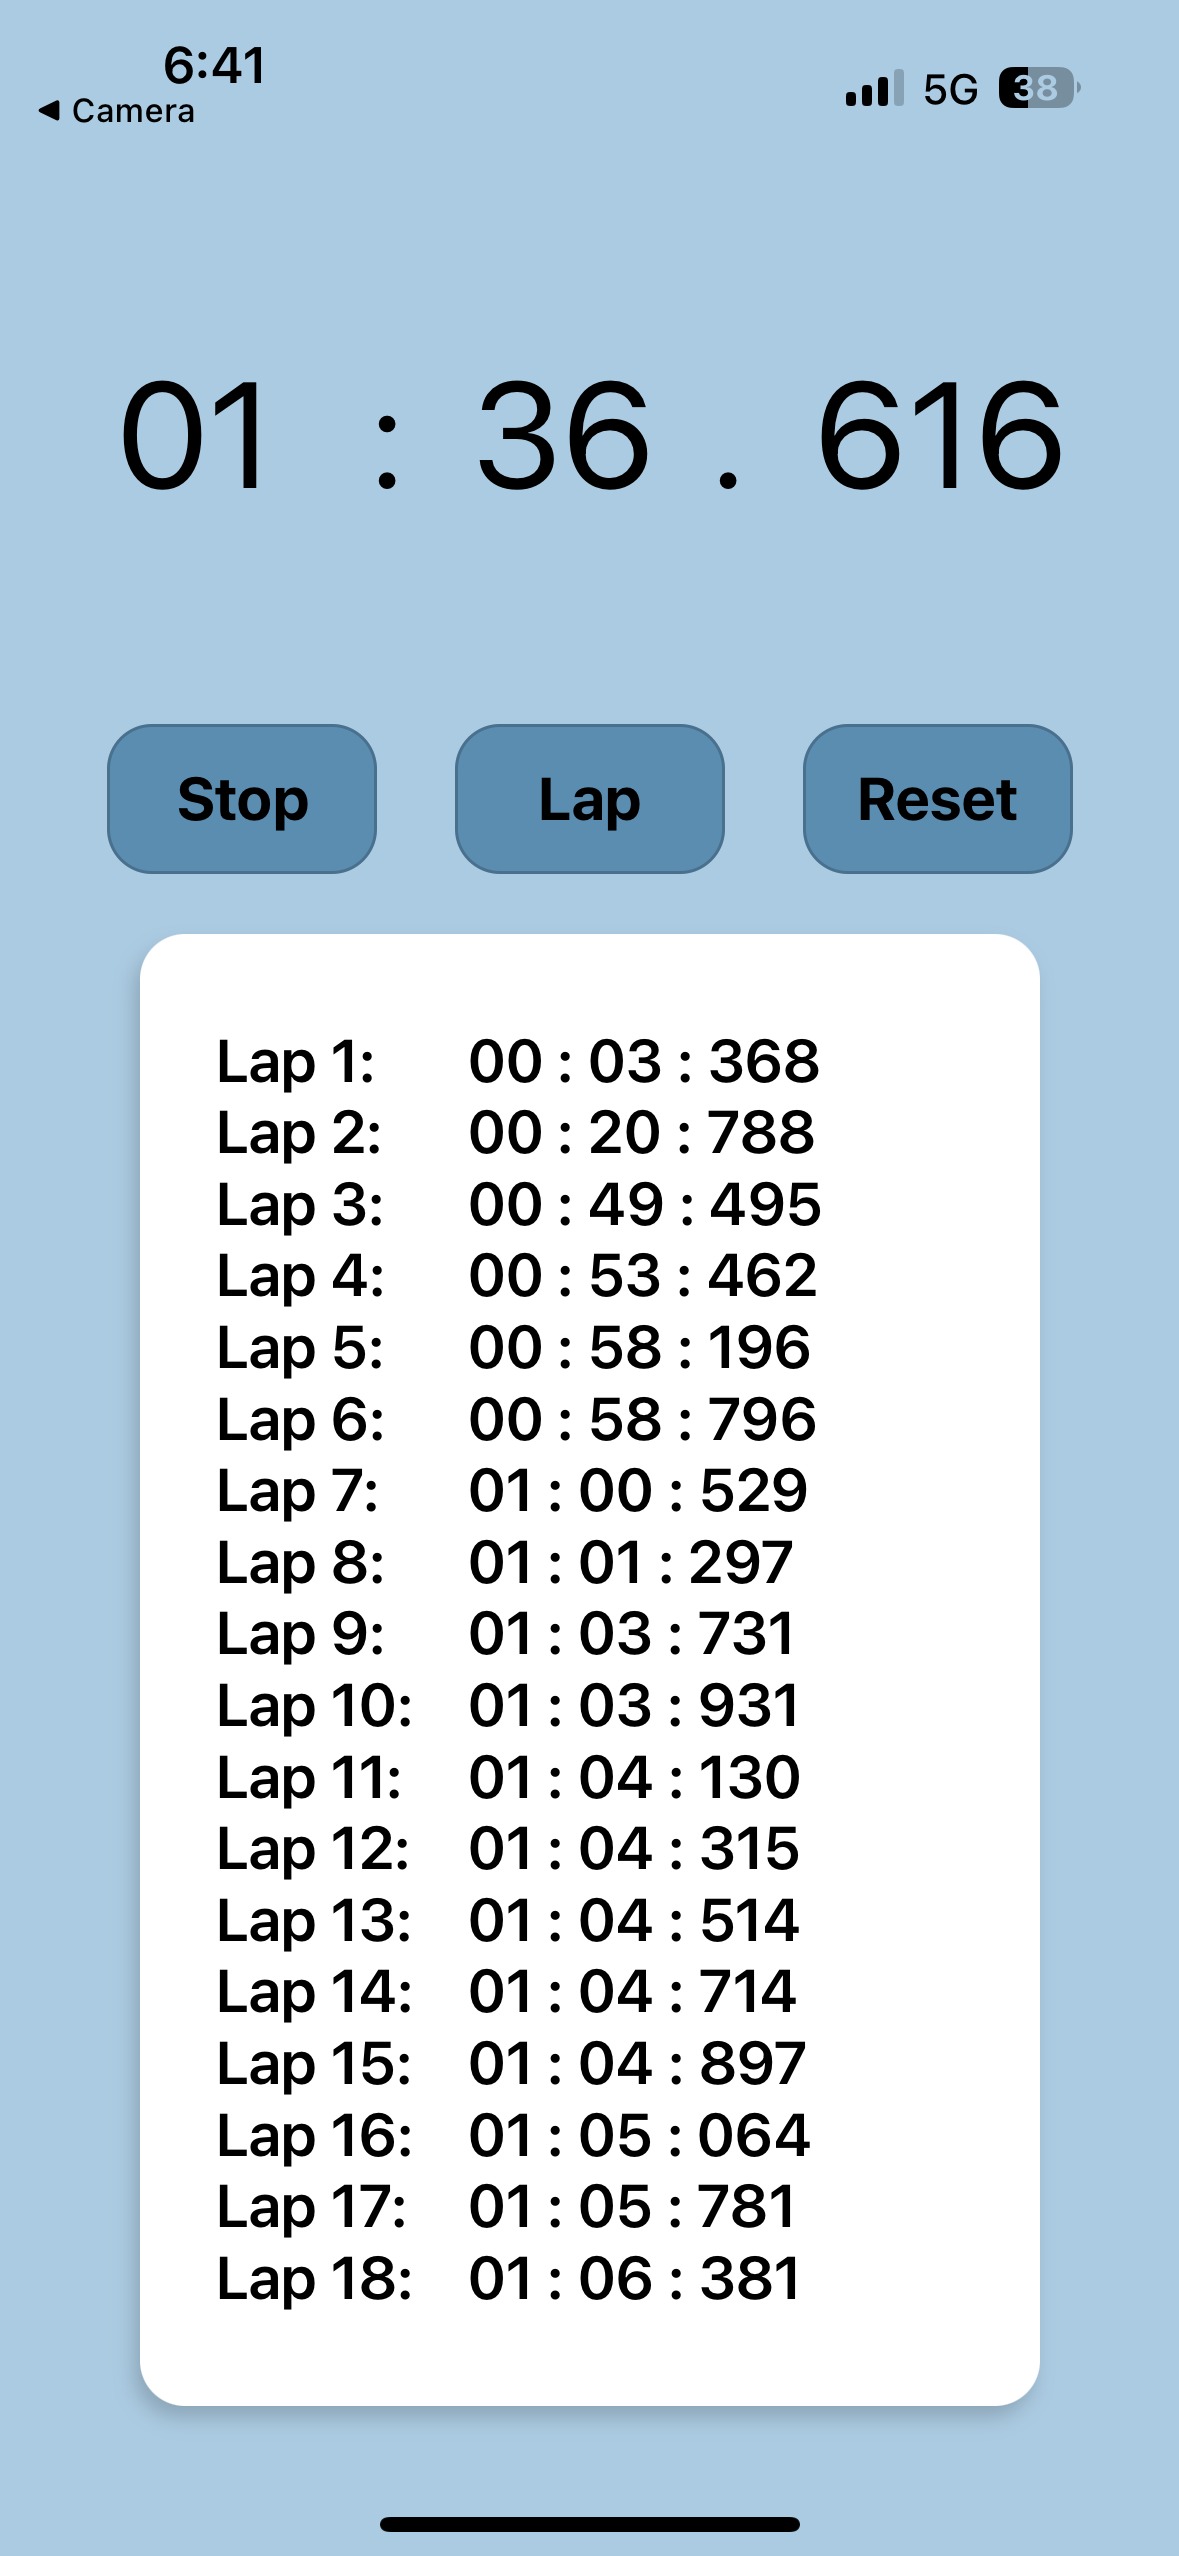 6:41
Camera
5G
38
01 : 36 . 616
Stop
Lap
Reset
Lap 1: 00 : 03 : 368
Lap 2: 00 : 20 : 788
Lap 3: 00 : 49 : 495
Lap 4: 00 : 53 : 462
Lap 5: 00 : 58 : 196
Lap 6: 00 : 58 : 796
Lap 7: 01 : 00 : 529
Lap 8: 01 : 01 : 297
Lap 9: 01 : 03 : 731
Lap 10: 01 : 03 : 931
Lap 11: 01 : 04 : 130
Lap 12: 01 : 04 : 315
Lap 13: 01 : 04 : 514
Lap 14: 01 : 04 : 714
Lap 15: 01 : 04 : 897
Lap 16: 01 : 05 : 064
Lap 17: 01 : 05 : 781
Lap 18: 01 : 06 : 381